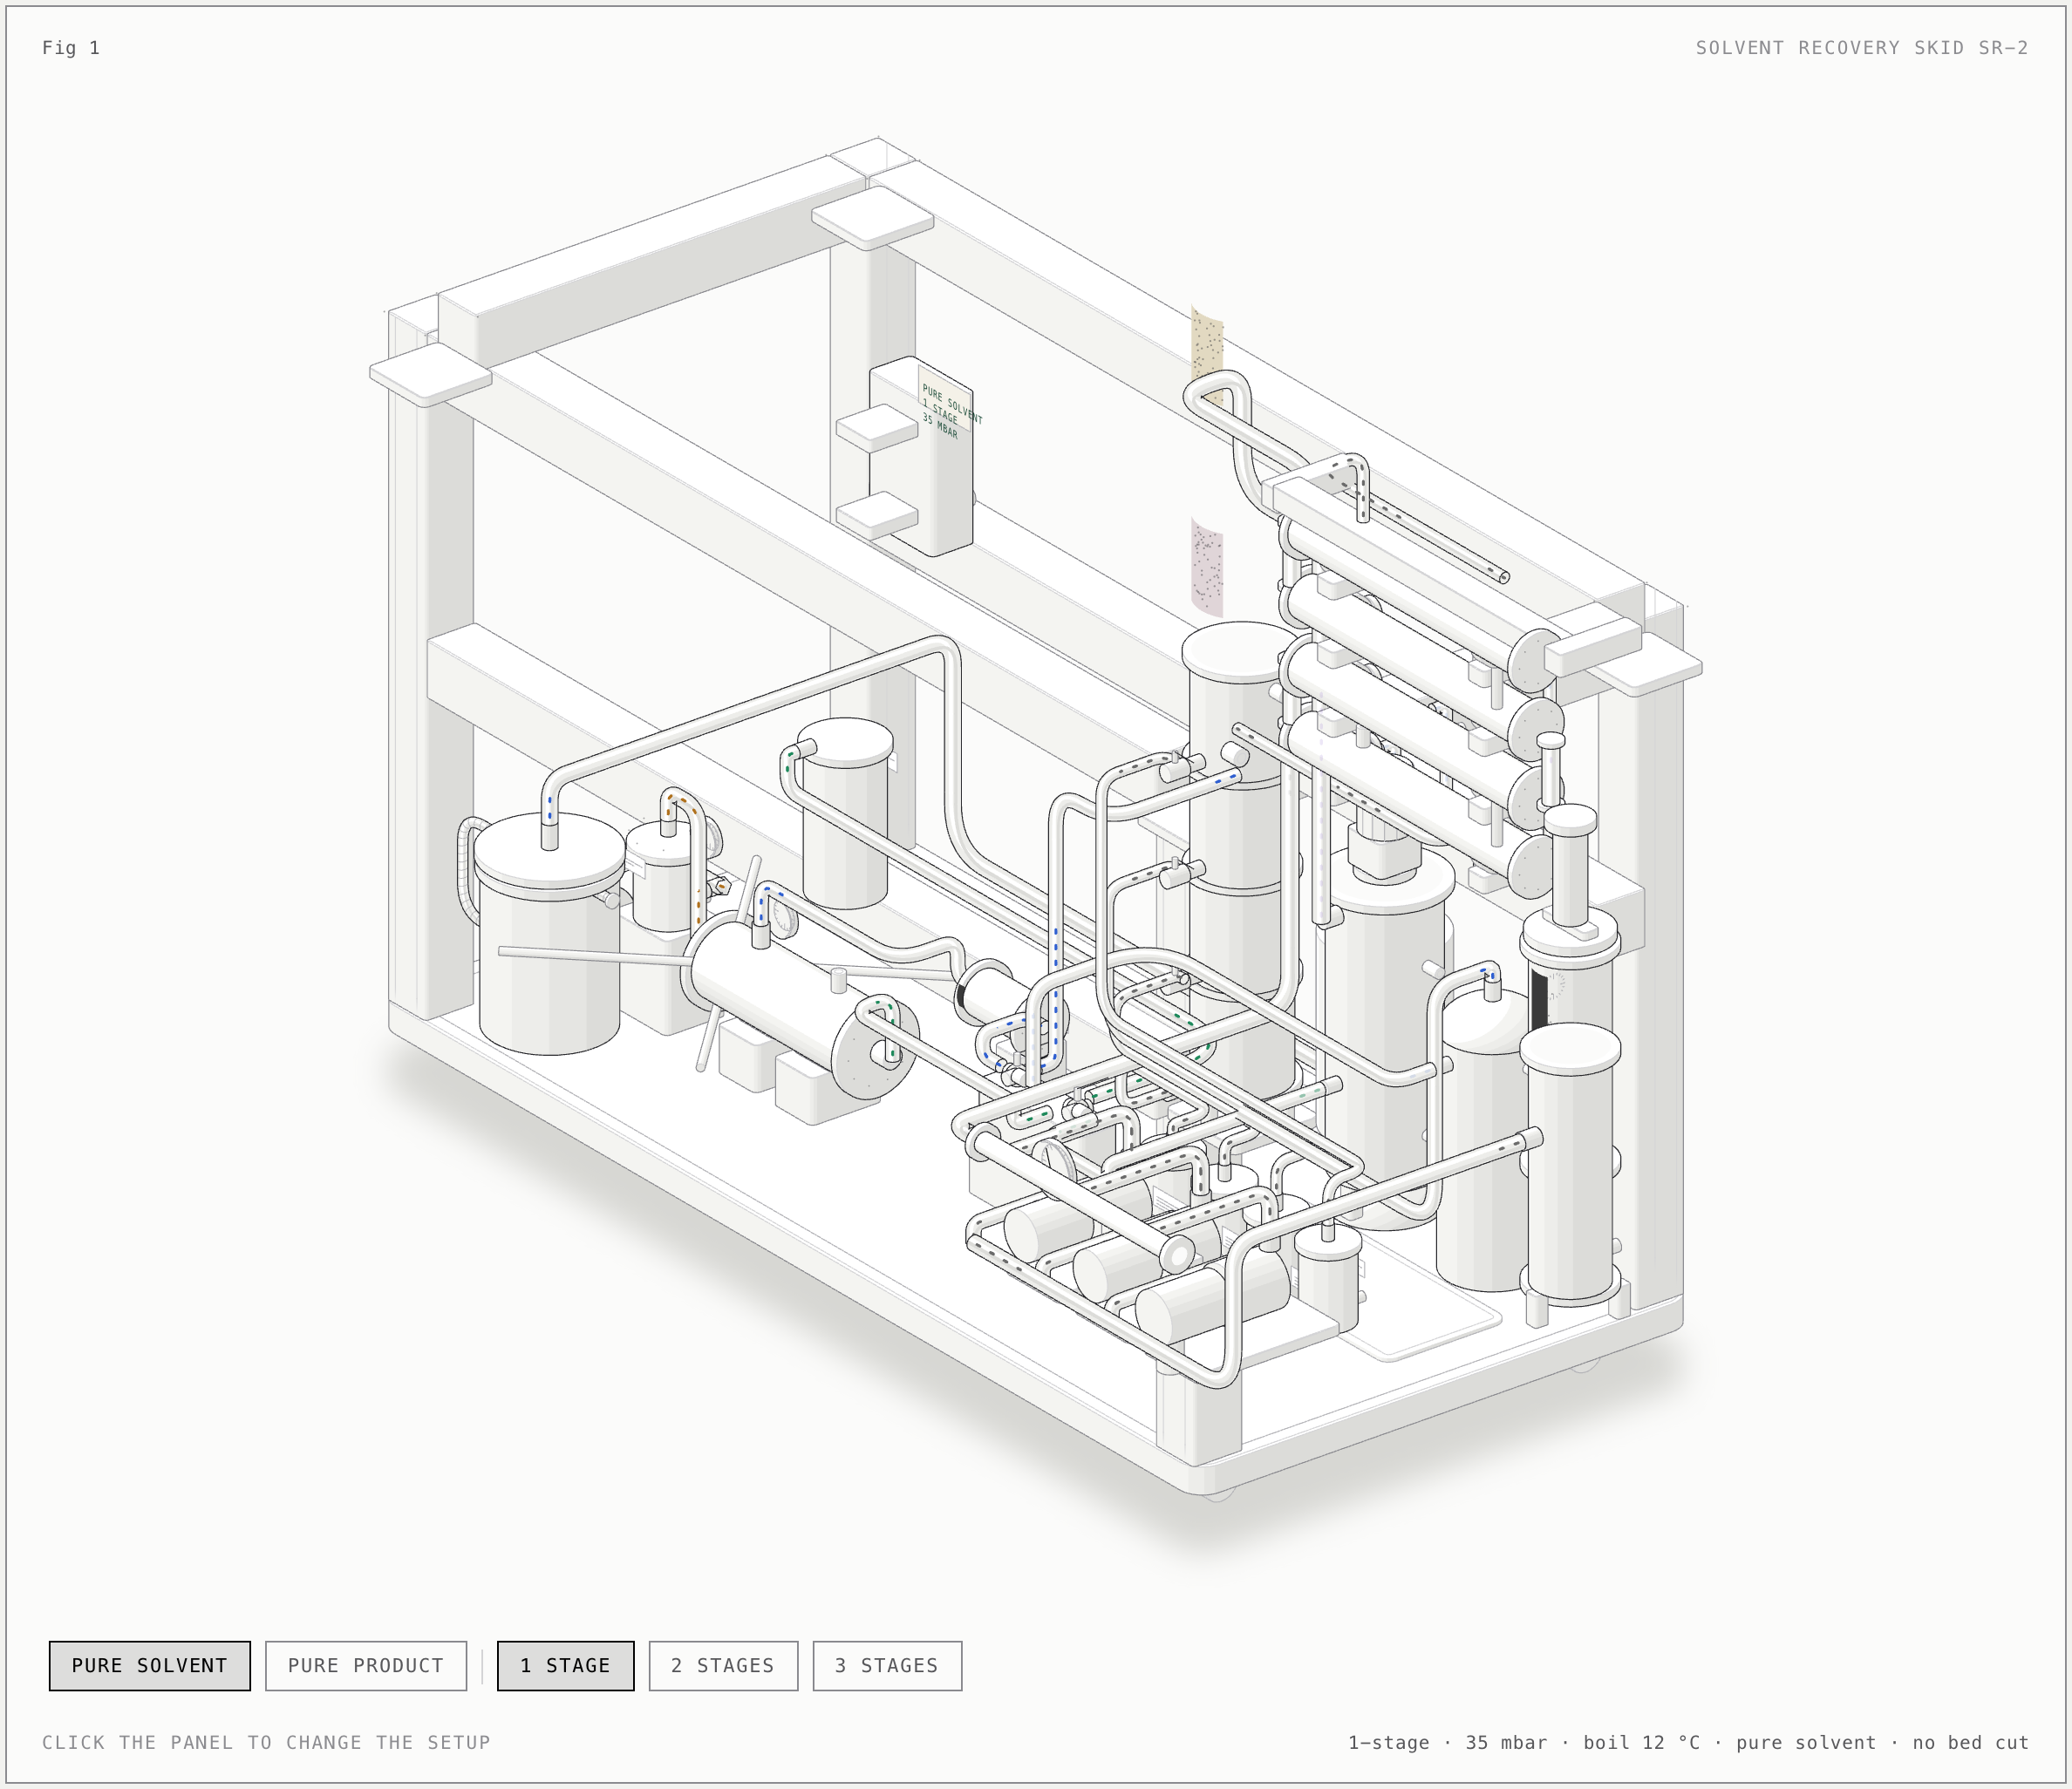 Fig 1
SOLVENT RECOVERY SKID SR−2
PURE SOLVENT
1 STAGE
35 MBAR
PURE SOLVENT
PURE PRODUCT
1 STAGE
2 STAGES
3 STAGES
CLICK THE PANEL TO CHANGE THE SETUP
1−stage · 35 mbar · boil 12 °C · pure solvent · no bed cut